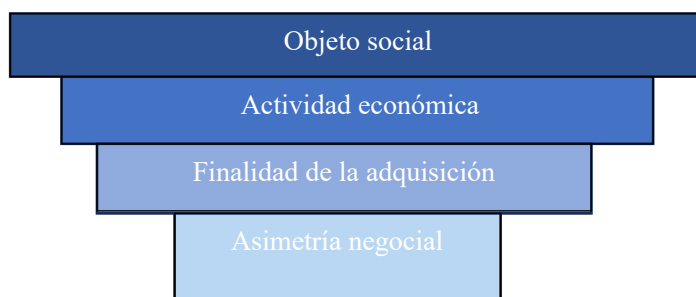 Objeto social
Actividad económica
Finalidad de la adquisición
Asimetría negocial